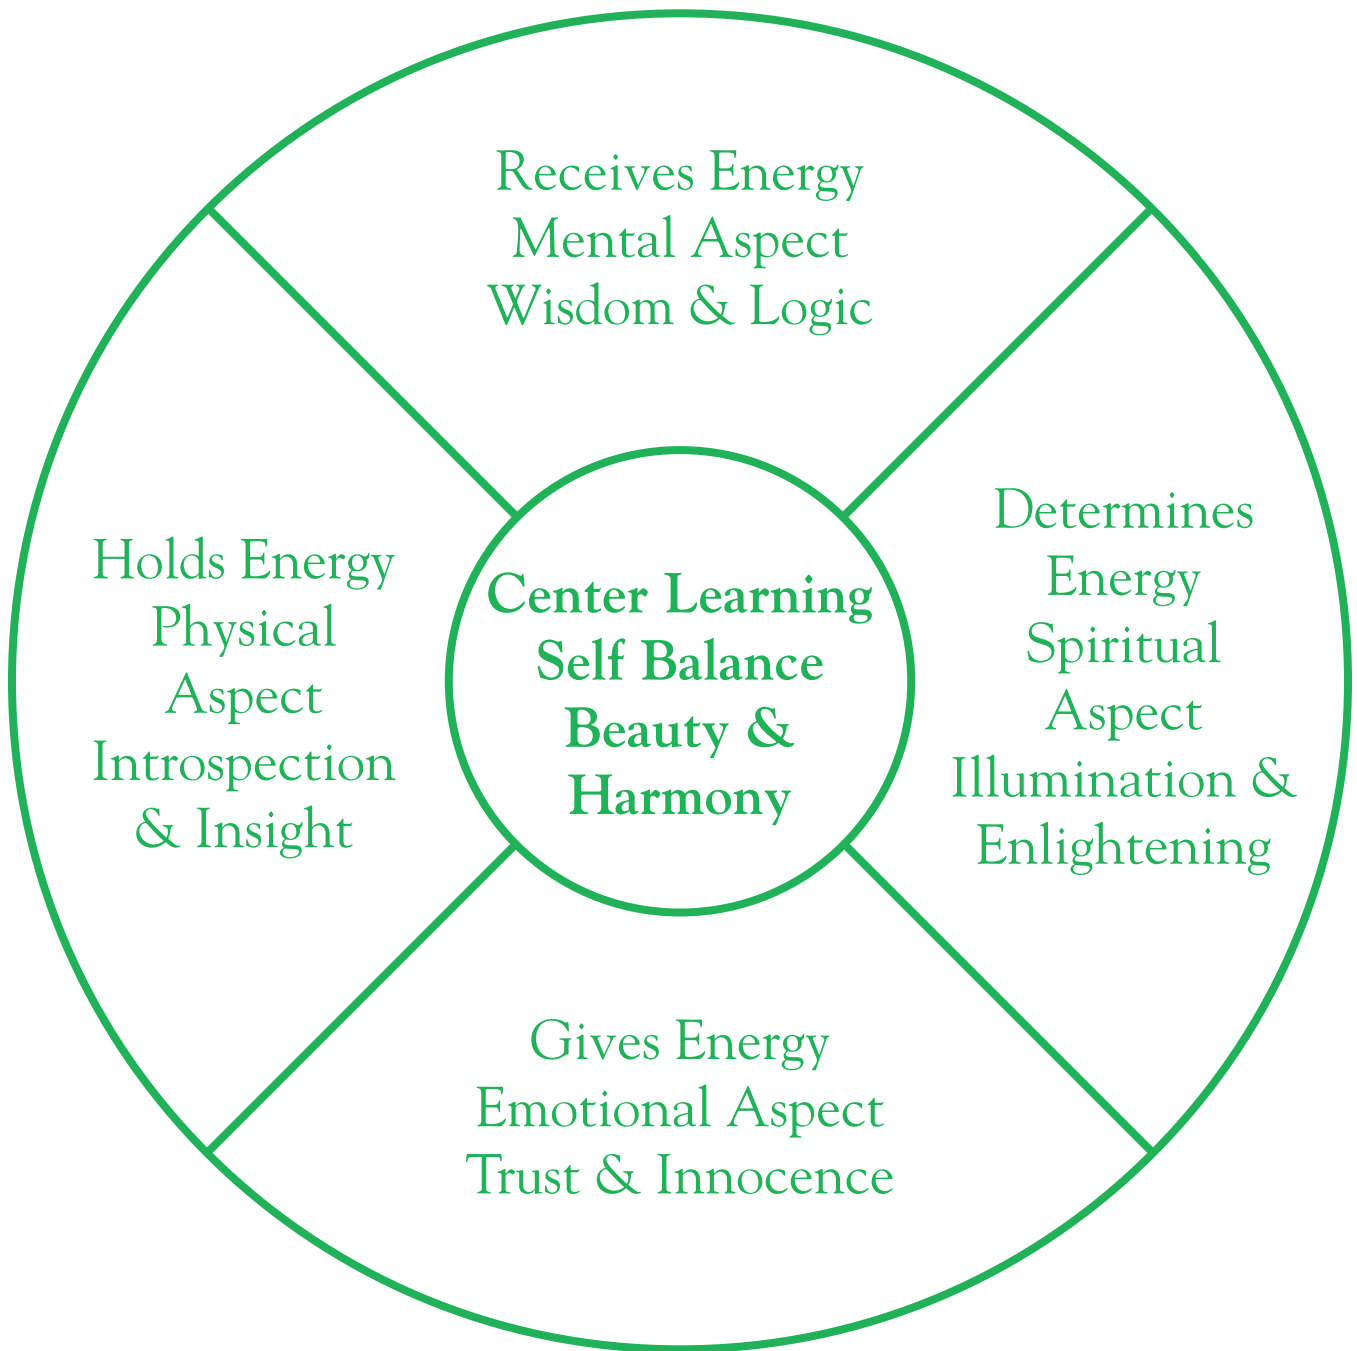 Receives Energy
Mental Aspect
Wisdom & Logic
Holds Energy
Physical
Aspect
Introspection
& Insight
Center Learning
Self Balance
Beauty &
Harmony
Determines
Energy
Spiritual
Aspect
Illumination &
Enlightening
Gives Energy
Emotional Aspect
Trust & Innocence